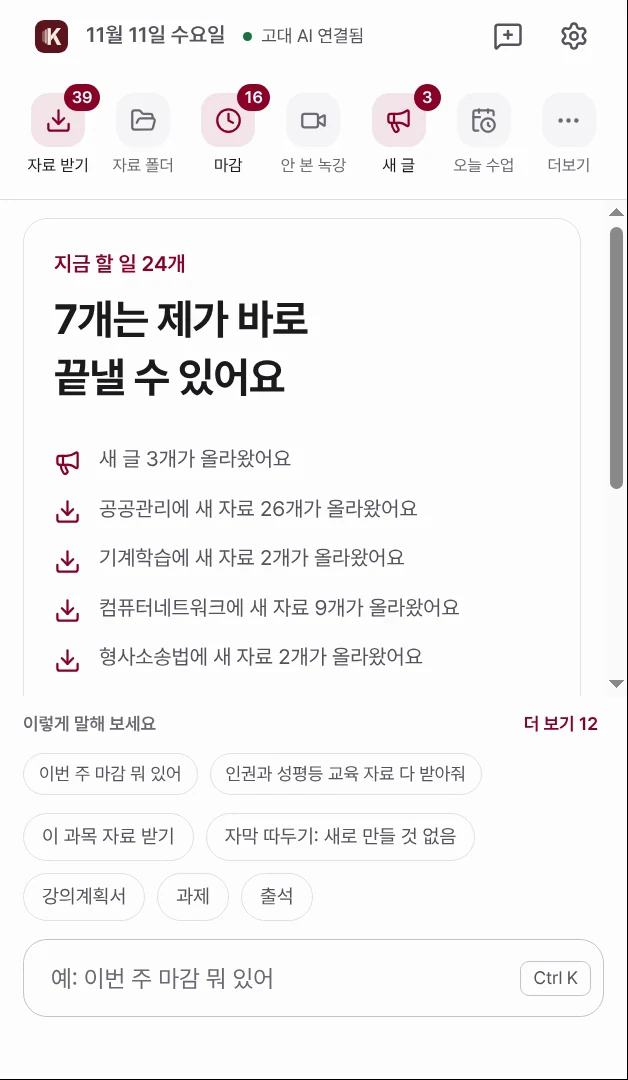 K
11월 11일 수요일
고대 AI 연결됨
39
16
3
자료 받기
자료 폴더
마감
안 본 녹강
새 글
오늘 수업
더보기
지금 할 일 24개
7개는 제가 바로
끝낼 수 있어요
새 글 3개가 올라왔어요
공공관리에 새 자료 26개가 올라왔어요
기계학습에 새 자료 2개가 올라왔어요
컴퓨터네트워크에 새 자료 9개가 올라왔어요
형사소송법에 새 자료 2개가 올라왔어요
이렇게 말해 보세요
더 보기 12
이번 주 마감 뭐 있어
인권과 성평등 교육 자료 다 받아줘
이 과목 자료 받기
자막 따두기: 새로 만들 것 없음
강의계획서
과제
출석
예: 이번 주 마감 뭐 있어
Ctrl K